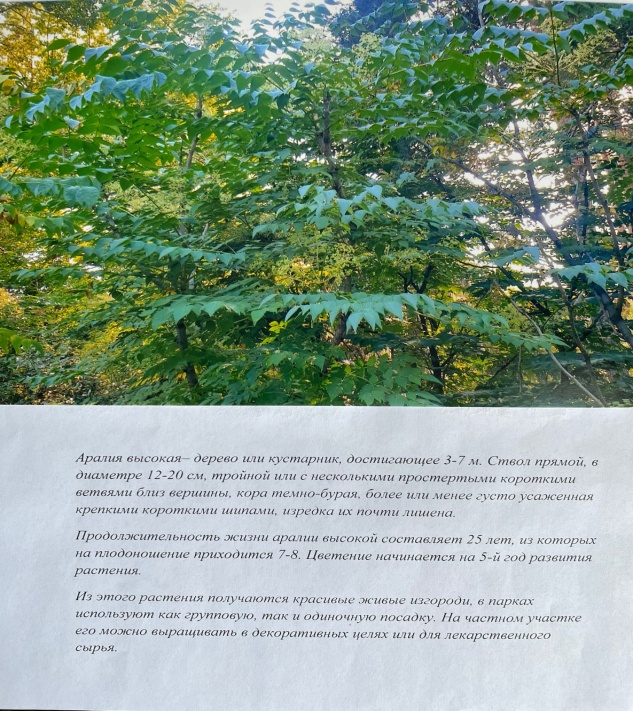 Аралия высокая– дерево или кустарник, достигающее 3-7 м. Ствол прямой, в
диаметре 12-20 см, тройной или с несколькими простертыми короткими
ветвями близ вершины, кора темно-бурая, более или менее густо усаженная
крепкими короткими шипами, изредка их почти лишена.
Продолжительность жизни аралии высокой составляет 25 лет, из которых
на плодоношение приходится 7-8. Цветение начинается на 5-й год развития
растения.
Из этого растения получаются красивые живые изгороди, в парках
используют как групповую, так и одиночную посадку. На частном участке
его можно выращивать в декоративных целях или для лекарственного
сырья.